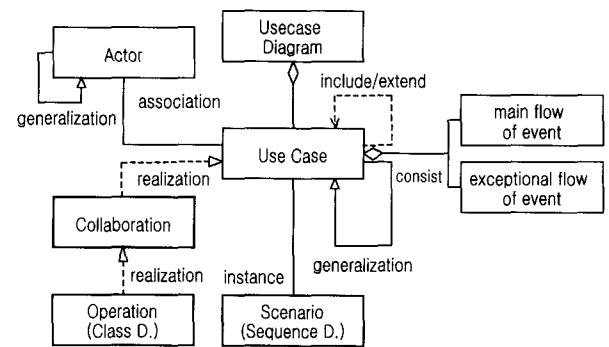 Usecase
Diagram
Actor
include/extend
generalization
association
main flow
of event
Use Case
consist
realization
exceptional flow
of event
Collaboration
generalization
realization
instance
Operation
(Class D.)
Scenario
(Sequence D.)